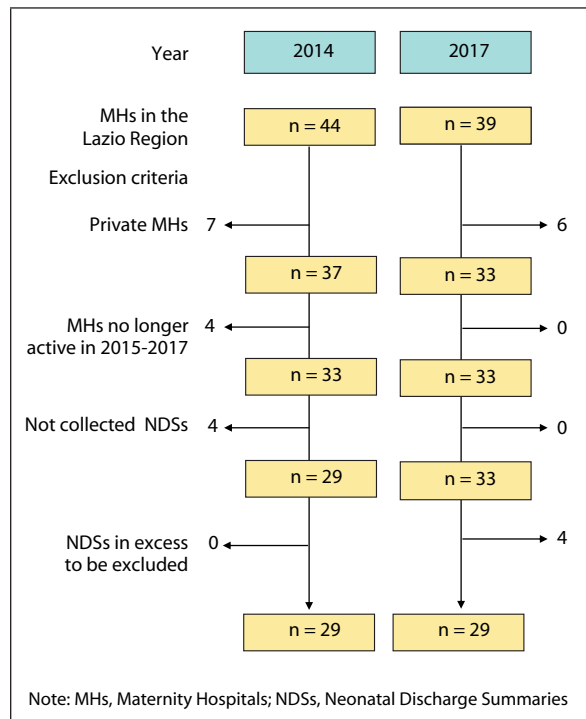 Year 2014 2017
MHs in the
Lazio Region
n = 44 n = 39
Exclusion criteria
Private MHs 7 6
n = 37 n = 33
MHs no longer
active in 2015-2017
4 0
n = 33 n = 33
Not collected NDSs 4 0
n = 29 n = 33
NDSs in excess
to be excluded
0 4
n = 29 n = 29
Note: MHs, Maternity Hospitals; NDSs, Neonatal Discharge Summaries